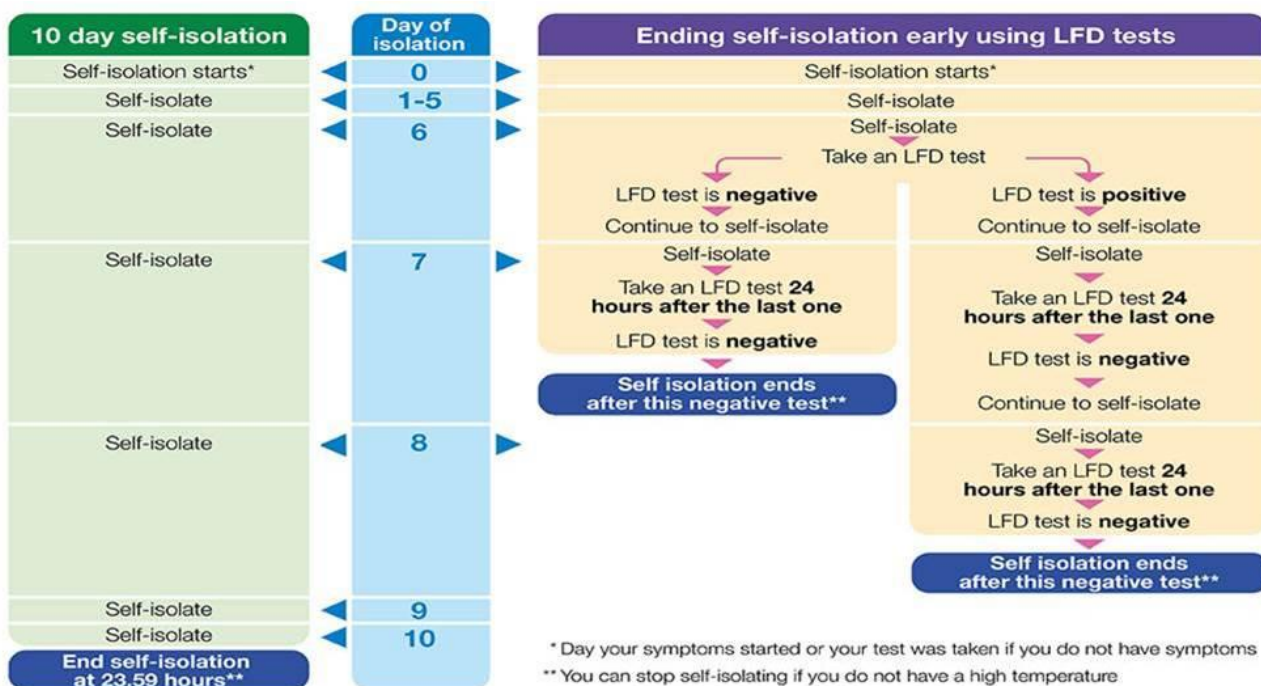 10 day self-isolation
Self-isolation starts*
Self-isolate
Self-isolate
Self-isolate
Self-isolate
Self-isolate
Self-isolate
End self-isolation
at 23.59 hours**
Day of
isolation
0
1-5
6
7
8
9
10
Ending self-isolation early using LFD tests
Self-isolation starts*
Self-isolate
Self-isolate
Take an LFD test
LFD test is negative
Continue to self-isolate
Self-isolate
Take an LFD test 24
hours after the last one
LFD test is negative
Self isolation ends
after this negative test**
LFD test is positive
Continue to self-isolate
Self-isolate
Take an LFD test 24
hours after the last one
LFD test is negative
Continue to self-isolate
Self-isolate
Take an LFD test 24
hours after the last one
LFD test is negative
Self isolation ends
after this negative test**
* Day your symptoms started or your test was taken if you do not have symptoms
** You can stop self-isolating if you do not have a high temperature